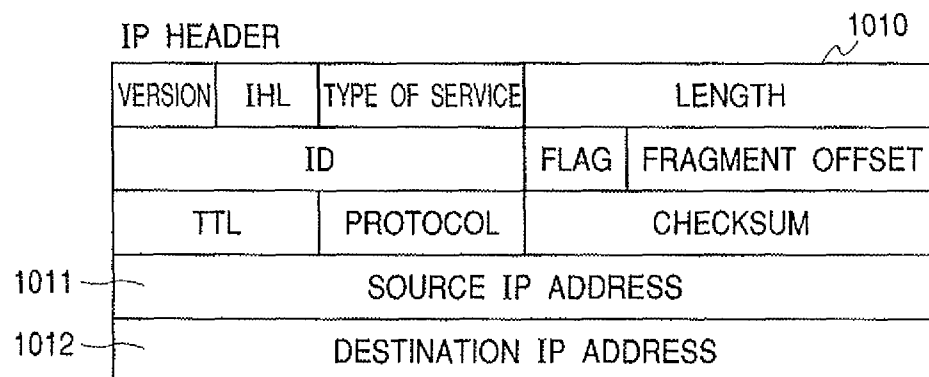 IP HEADER
1010
VERSION IHL TYPE OF SERVICE LENGTH
ID FLAG FRAGMENT OFFSET
TTL PROTOCOL CHECKSUM
1011 SOURCE IP ADDRESS
1012 DESTINATION IP ADDRESS